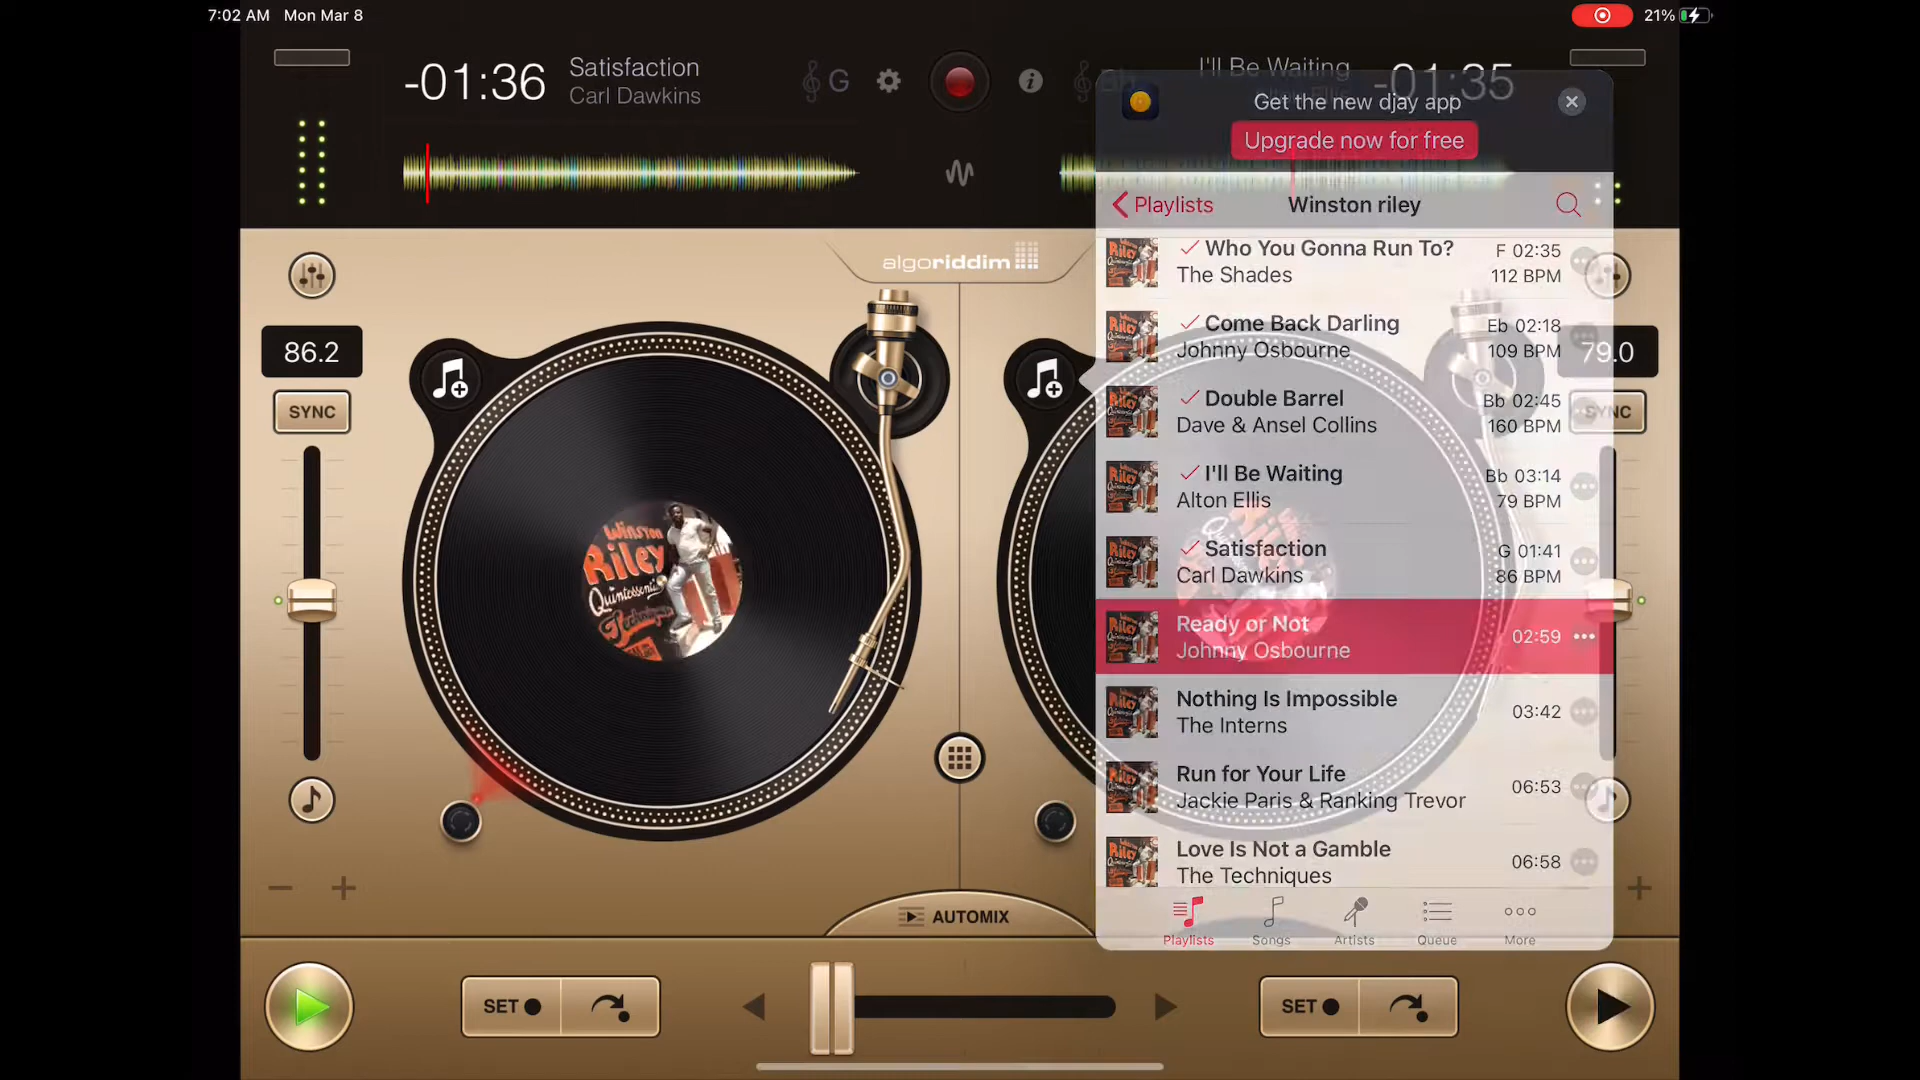 7:02 AM Mon Mar 8
21%
-01:36
Satisfaction
Carl Dawkins
G
I'll Be Waiting
-01:35
Get the new djay app
Upgrade now for free
Playlists
Winston riley
algoriddim
Who You Gonna Run To?
The Shades
F 02:35
112 BPM
Come Back Darling
Johnny Osbourne
Eb 02:18
109 BPM
Double Barrel
Dave & Ansel Collins
Bb 02:45
160 BPM
I'll Be Waiting
Alton Ellis
Bb 03:14
79 BPM
Satisfaction
Carl Dawkins
G 01:41
86 BPM
Ready or Not
Johnny Osbourne
02:59
Nothing Is Impossible
The Interns
03:42
Run for Your Life
Jackie Paris & Ranking Trevor
06:53
Love Is Not a Gamble
The Techniques
06:58
Playlists
Songs
Artists
Queue
More
86.2
SYNC
79.0
SYNC
Winston
Riley
Quintessential
Techniques
AUTOMIX
SET
SET